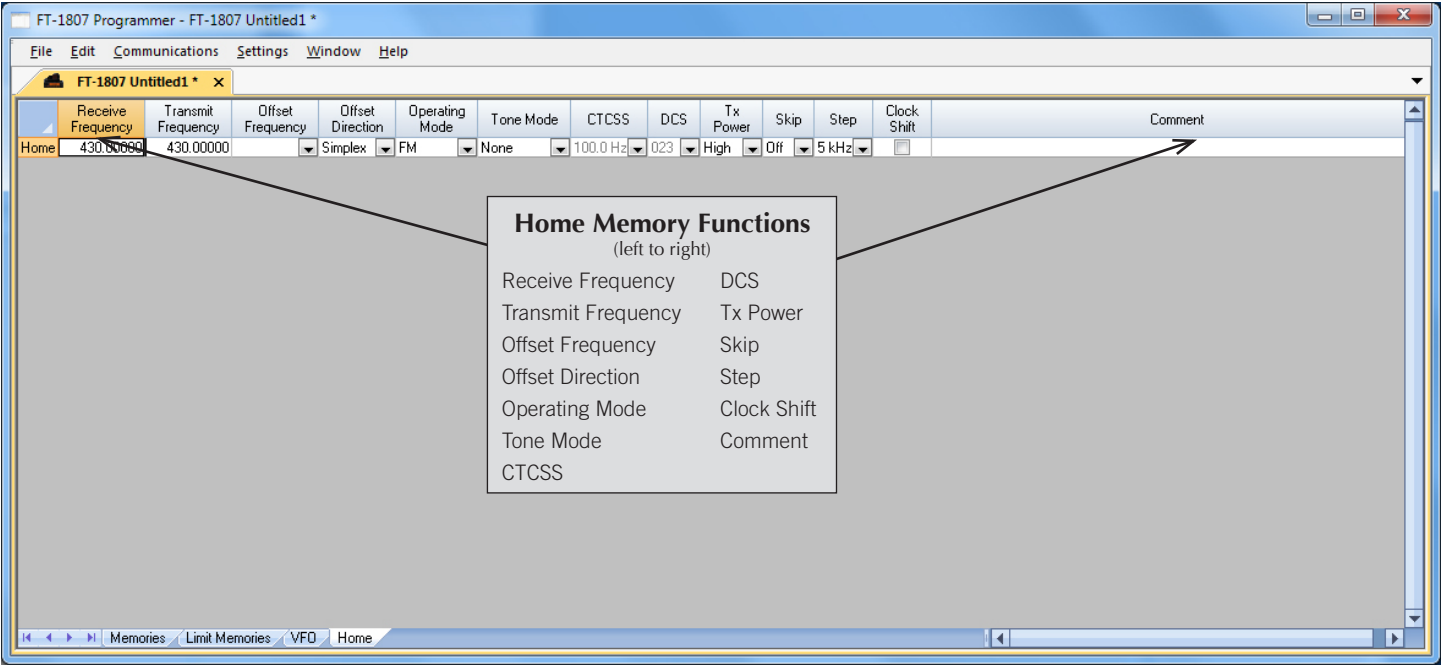 FT-1807 Programmer - FT-1807 Untitled1 *
File Edit Communications Settings Window Help
FT-1807 Untitled1 * X
Receive Frequency Transmit Frequency Offset Frequency Offset Direction Operating Mode Tone Mode CTCSS DCS Tx Power Skip Step Clock Shift Comment
Home 430.00000 430.00000 Simplex FM None 100.0 Hz 023 High Off 5 kHz
Home Memory Functions
(left to right)
Receive Frequency DCS
Transmit Frequency Tx Power
Offset Frequency Skip
Offset Direction Step
Operating Mode Clock Shift
Tone Mode Comment
CTCSS
Memories Limit Memories VFO Home